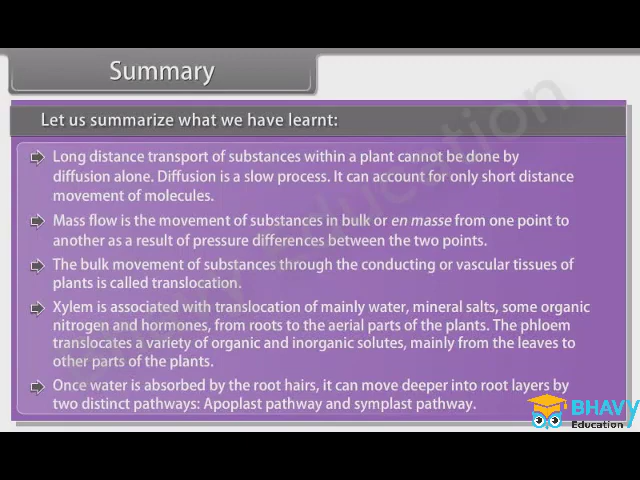 Summary
Let us summarize what we have learnt:
Long distance transport of substances within a plant cannot be done by
diffusion alone. Diffusion is a slow process. It can account for only short distance
movement of molecules.
Mass flow is the movement of substances in bulk or en masse from one point to
another as a result of pressure differences between the two points.
The bulk movement of substances through the conducting or vascular tissues of
plants is called translocation.
Xylem is associated with translocation of mainly water, mineral salts, some organic
nitrogen and hormones, from roots to the aerial parts of the plants. The phloem
translocates a variety of organic and inorganic solutes, mainly from the leaves to
other parts of the plants.
Once water is absorbed by the root hairs, it can move deeper into root layers by
two distinct pathways: Apoplast pathway and symplast pathway.
BHAVY
Education